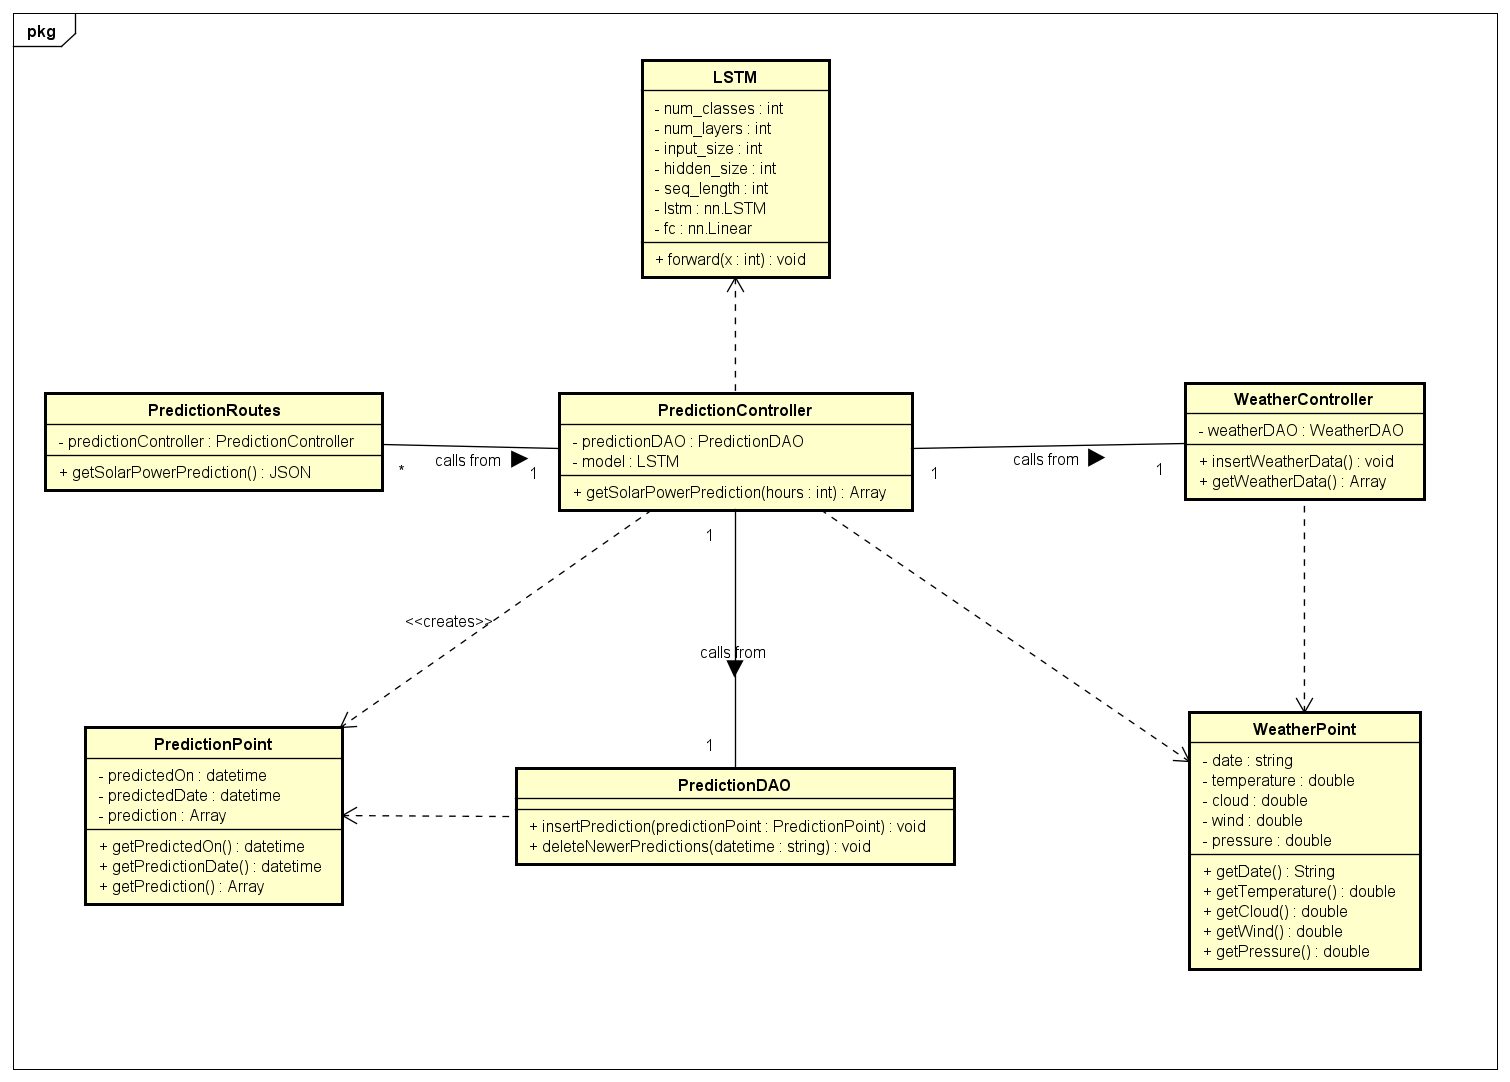 pkg
LSTM
- num_classes : int
- num_layers : int
- input_size : int
- hidden_size : int
- seq_length : int
- lstm : nn.LSTM
- fc : nn.Linear
+ forward(x : int) : void
PredictionRoutes
- predictionController : PredictionController
+ getSolarPowerPrediction() : JSON
*
calls from
1
PredictionController
- predictionDAO : PredictionDAO
- model : LSTM
+ getSolarPowerPrediction(hours : int) : Array
1
calls from
1
WeatherController
- weatherDAO : WeatherDAO
+ insertWeatherData() : void
+ getWeatherData() : Array
1
<<creates>>
calls from
1
PredictionPoint
- predictedOn : datetime
- predictedDate : datetime
- prediction : Array
+ getPredictedOn() : datetime
+ getPredictionDate() : datetime
+ getPrediction() : Array
PredictionDAO
+ insertPrediction(predictionPoint : PredictionPoint) : void
+ deleteNewerPredictions(datetime : string) : void
WeatherPoint
- date : string
- temperature : double
- cloud : double
- wind : double
- pressure : double
+ getDate() : String
+ getTemperature() : double
+ getCloud() : double
+ getWind() : double
+ getPressure() : double